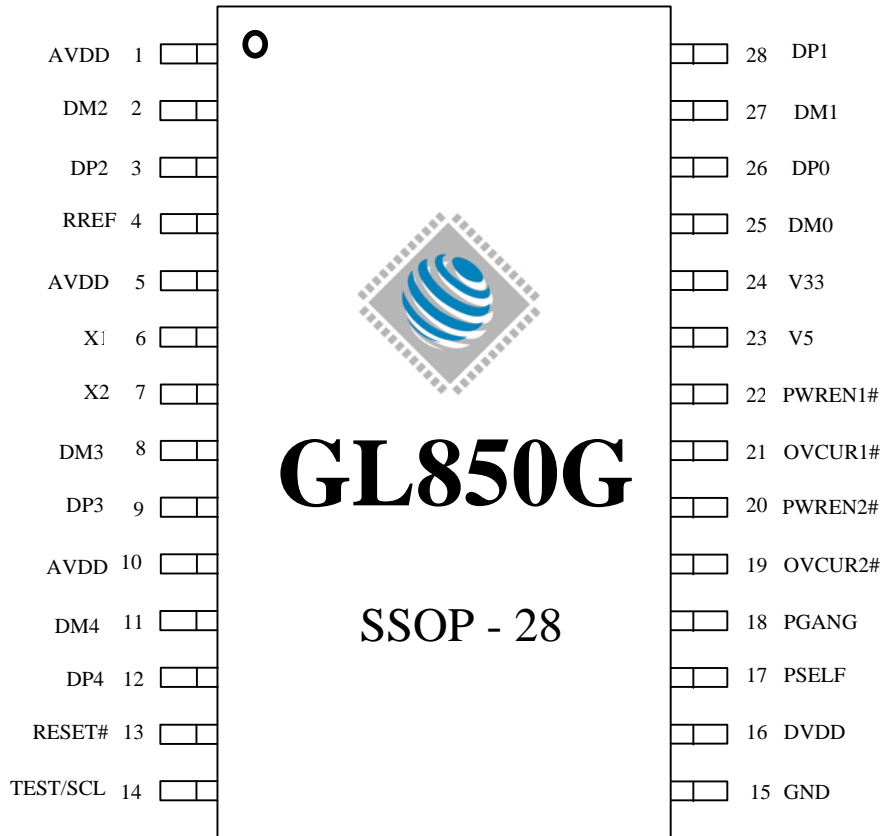 AVDD 1
28 DP1
DM2 2
27 DM1
DP2 3
26 DP0
RREF 4
25 DM0
AVDD 5
24 V33
X1 6
23 V5
X2 7
22 PWREN1#
DM3 8
21 OVCUR1#
GL850G
DP3 9
20 PWREN2#
AVDD 10
19 OVCUR2#
DM4 11
18 PGANG
SSOP - 28
DP4 12
17 PSELF
RESET# 13
16 DVDD
TEST/SCL 14
15 GND